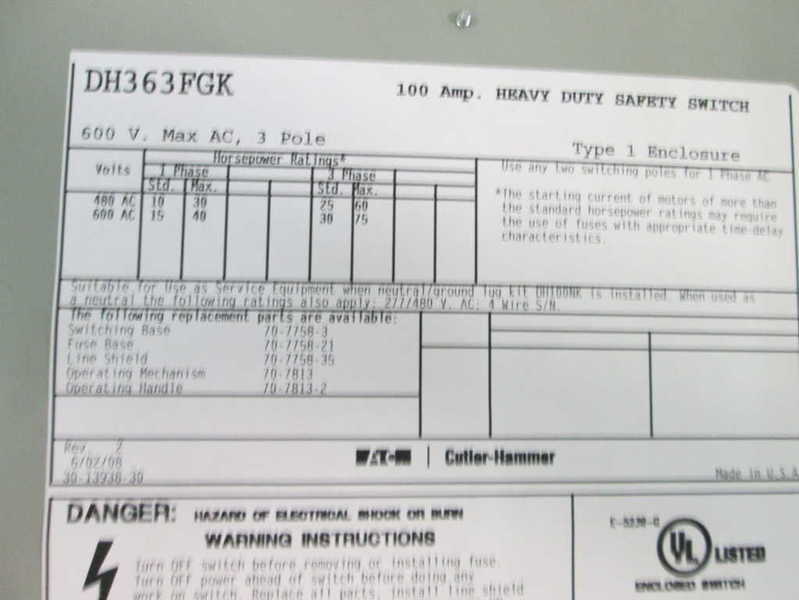 DH363FGK
100 Amp. HEAVY DUTY SAFETY SWITCH
600 V. Max AC, 3 Pole
Type 1 Enclosure
Volts
Horsepower Ratings*
1 Phase
3 Phase
Std. Max.
Std. Max.
480 AC 10 30 25 60
600 AC 15 40 30 75
Use any two switching poles for 1 Phase AC
*The starting current of motors of more than
the standard horsepower ratings may require
the use of fuses with appropriate time-delay
characteristics.
Suitable for Use as Service Equipment when neutral/ground lug kit DH100NK is installed. When used as
a neutral the following ratings also apply: 277/480 V. AC; 4 Wire S/N.
The following replacement parts are available:
Switching Base 70-7758-3
Fuse Base 70-7758-21
Line Shield 70-7758-35
Operating Mechanism 70-7813
Operating Handle 70-7813-2
Rev. 2
6/02/08
30-13936-30
EATON | Cutler-Hammer
Made in U.S.A
DANGER: HAZARD OF ELECTRICAL SHOCK OR BURN
WARNING INSTRUCTIONS
Turn OFF switch before removing or installing fuse.
Turn OFF power ahead of switch before doing any
work on switch. Replace all parts, install line shield
UL LISTED
ENCLOSED SWITCH